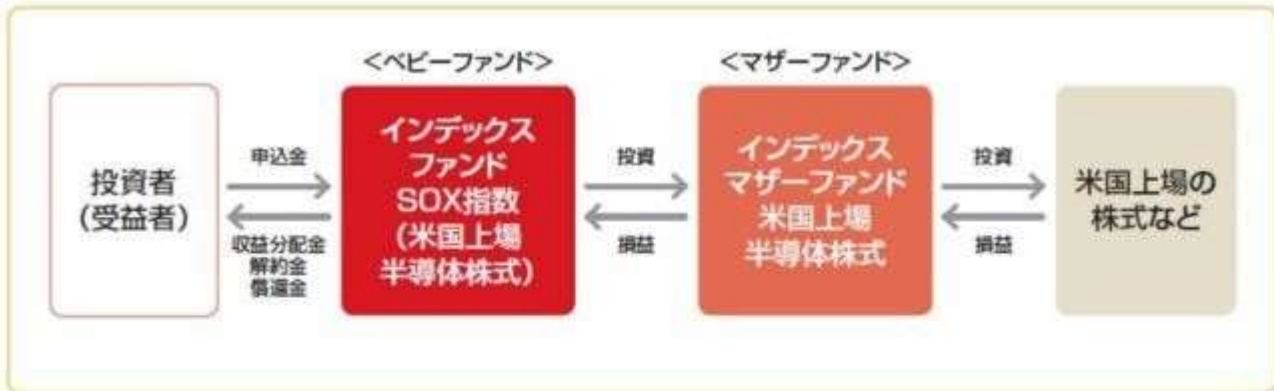 <ベビーファンド>
<マザーファンド>
投資者
(受益者)
申込金
収益分配金
解約金
償還金
インデックス
ファンド
SOX指数
(米国上場
半導体株式)
投資
損益
インデックス
マザーファンド
米国上場
半導体株式
投資
損益
米国上場の
株式など